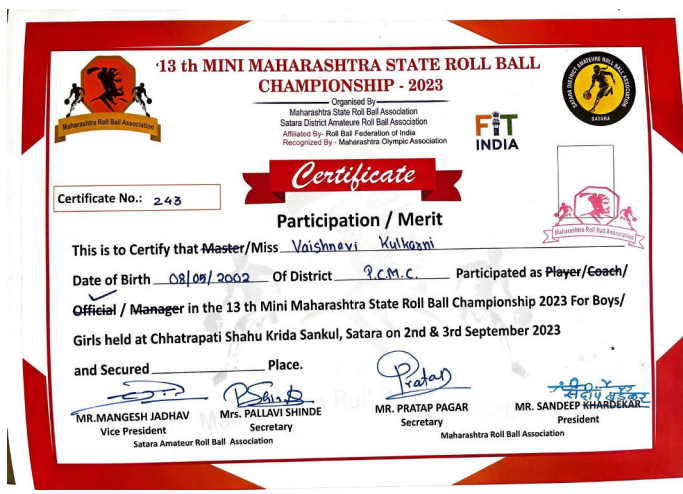 '13 th MINI MAHARASHTRA STATE ROLL BALL
CHAMPIONSHIP - 2023
Organised By
Maharashtra State Roll Ball Association
Satara District Amateure Roll Ball Association
Affiliated By- Roll Ball Federation of India
Recognized By - Maharashtra Olympic Association
Maharashtra Roll Ball Association
SATARA DISTRICT AMATEURE ROLL BALL ASSOCIATION
SATARA
FIT
INDIA
Certificate
Certificate No.: 243
Participation / Merit
Maharashtra Roll Ball Association
This is to Certify that Master/Miss Vaishnavi Kulkarni
Date of Birth 08/05/2002 Of District P.C.M.C. Participated as Player/Coach/
Official / Manager in the 13 th Mini Maharashtra State Roll Ball Championship 2023 For Boys/
Girls held at Chhatrapati Shahu Krida Sankul, Satara on 2nd & 3rd September 2023
and Secured Place.
PShinde
Pratap
MR.MANGESH JADHAV
Vice President
Mrs. PALLAVI SHINDE
Secretary
Satara Amateur Roll Ball Association
MR. PRATAP PAGAR
Secretary
MR. SANDEEP KHARDEKAR
President
Maharashtra Roll Ball Association